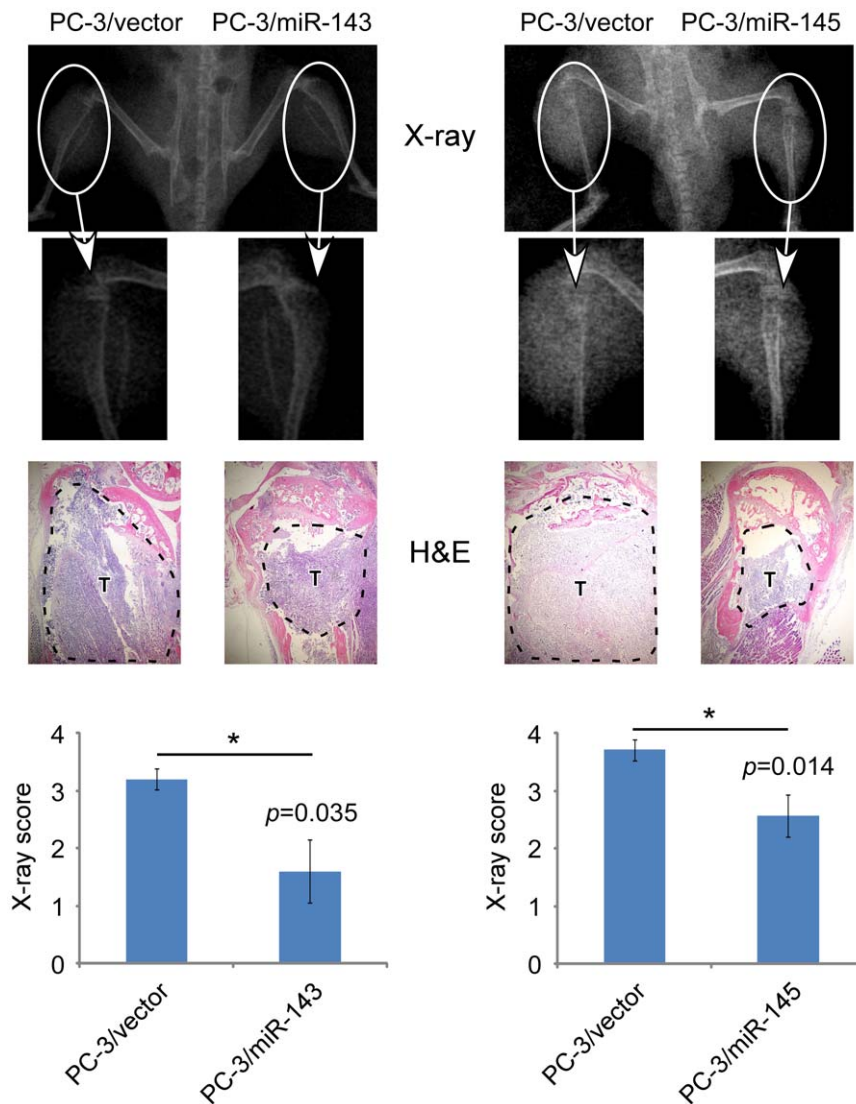 PC-3/vector PC-3/miR-143 PC-3/vector PC-3/miR-145
X-ray
H&E
T T T T
4
3
2
1
0
X-ray score
*
p=0.035
PC-3/vector
PC-3/miR-143
4
3
2
1
0
X-ray score
*
p=0.014
PC-3/vector
PC-3/miR-145